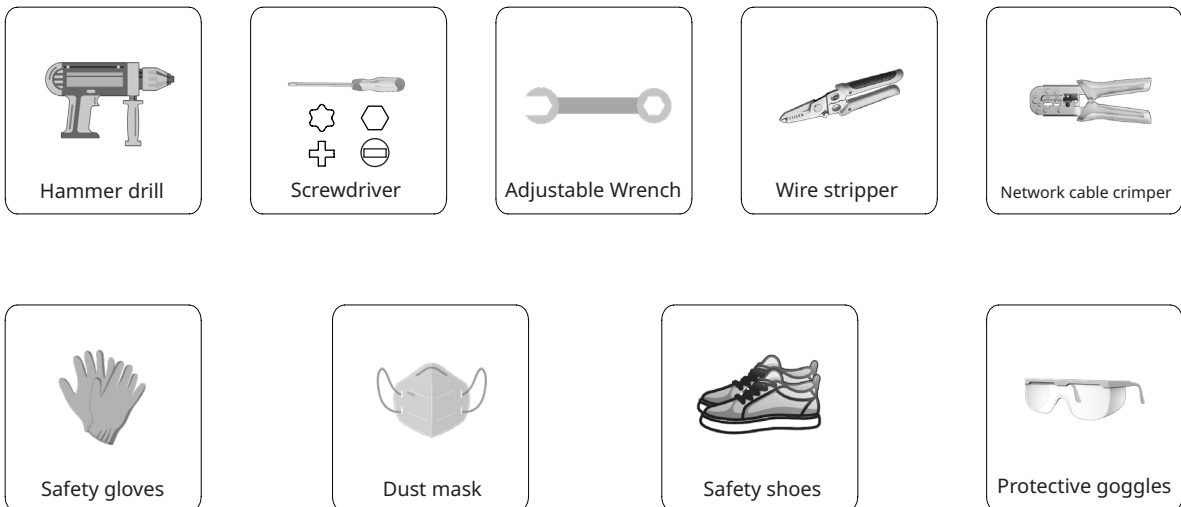 Hammer drill
Screwdriver
Adjustable Wrench
Wire stripper
Network cable crimper
Safety gloves
Dust mask
Safety shoes
Protective goggles